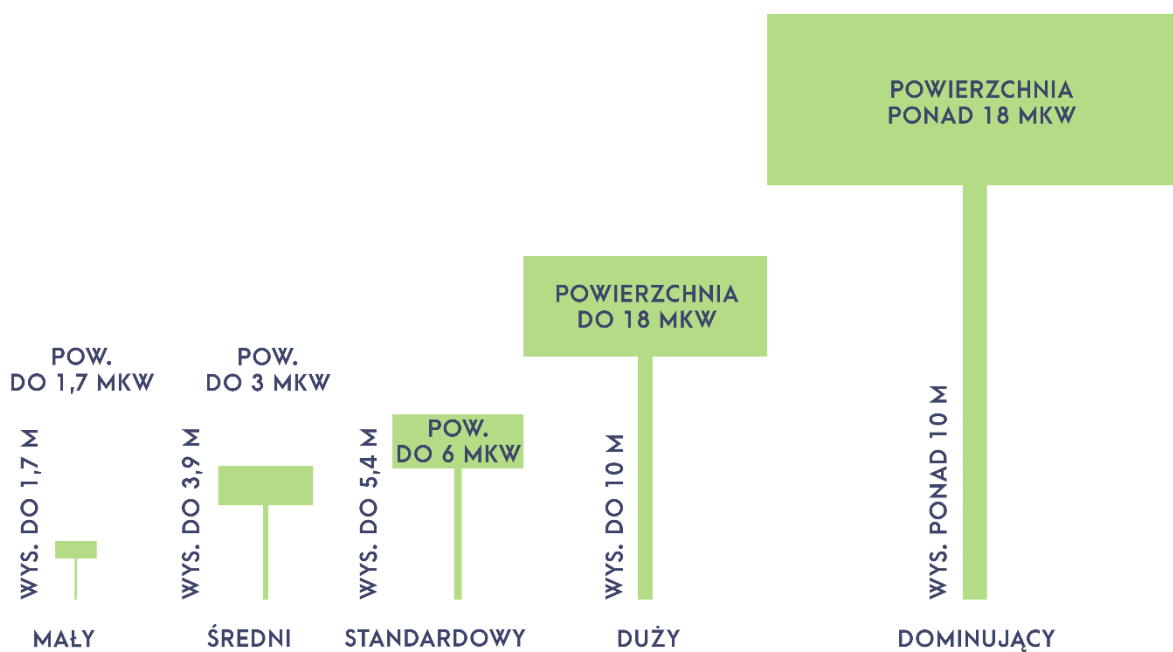 POW.
DO 1,7 MKW
WYS. DO 1,7 M
MAŁY
POW.
DO 3 MKW
WYS. DO 3,9 M
ŚREDNI
POW.
DO 6 MKW
WYS. DO 5,4 M
STANDARDOWY
POWIERZCHNIA
DO 18 MKW
WYS. DO 10 M
DUŻY
POWIERZCHNIA
PONAD 18 MKW
WYS. PONAD 10 M
DOMINUJĄCY